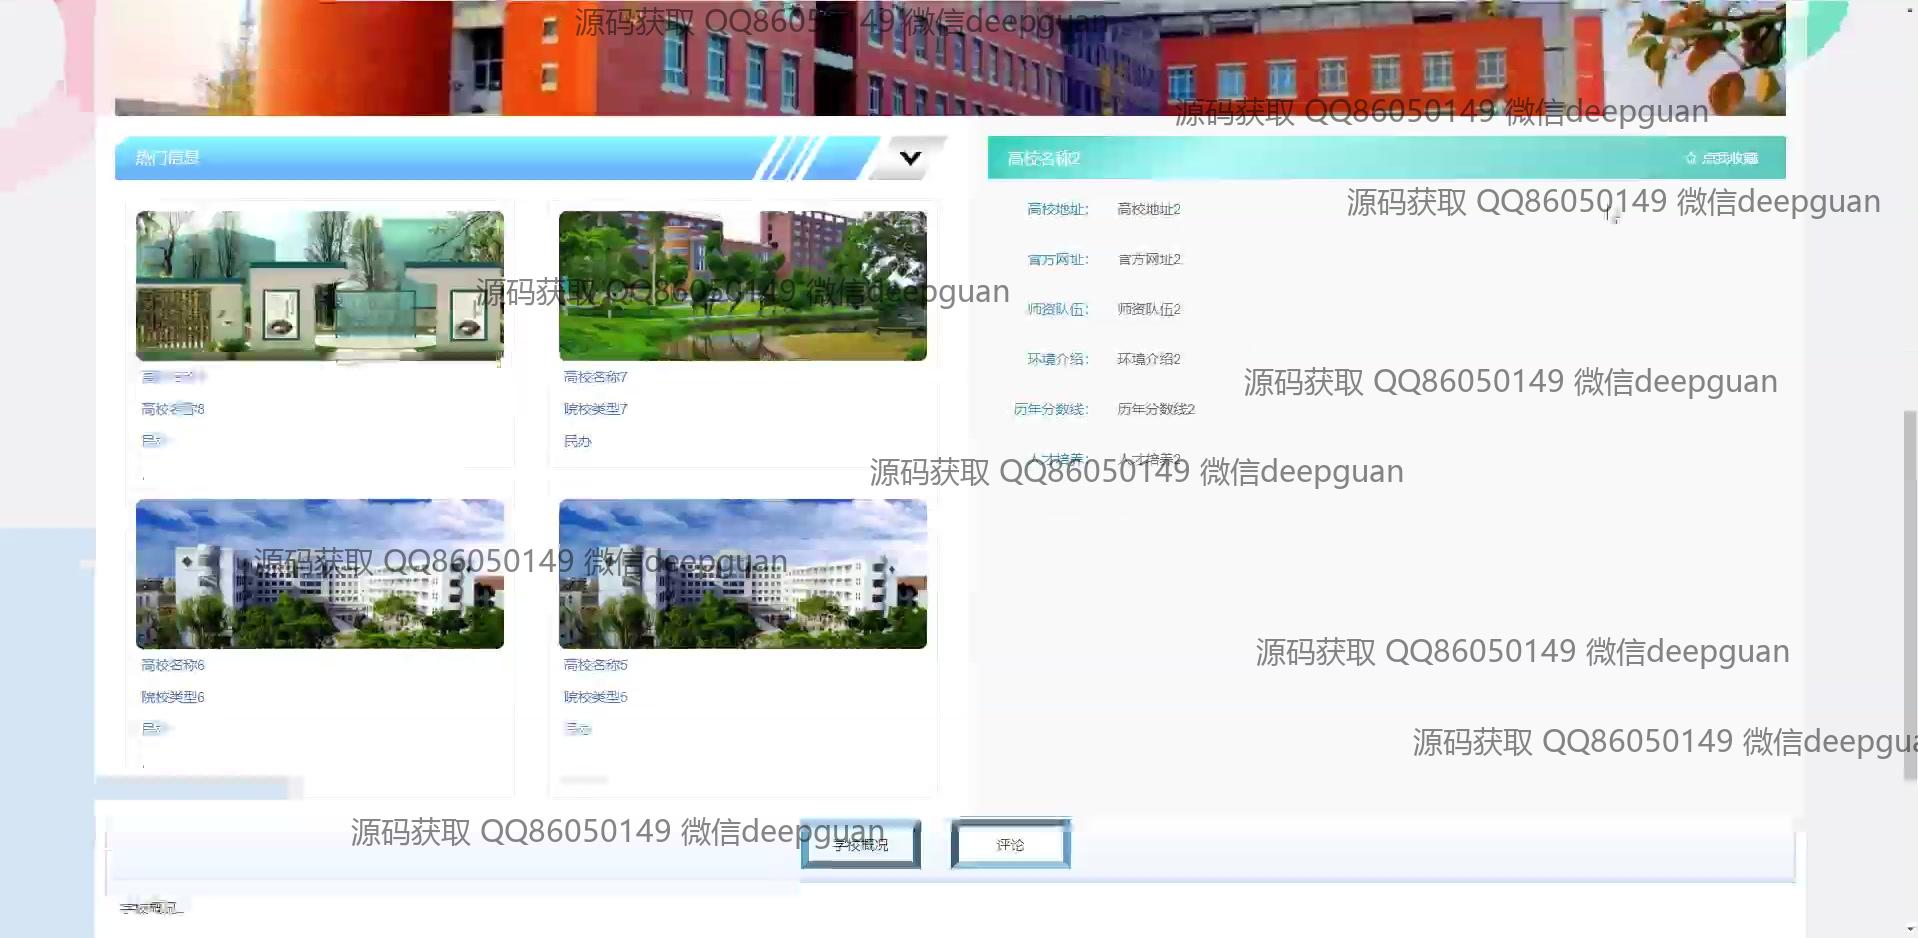 源码获取 QQ86050149 微信deepguan
源码获取 QQ86050149 微信deepguan
热门信息
高校名称2
☆ 点我收藏
源码获取 QQ86050149 微信deepguan
高校地址: 高校地址2
官方网址: 官方网址2
源码获取 QQ86050149 微信deepguan
师资队伍: 师资队伍2
环境介绍: 环境介绍2
高校名称7
源码获取 QQ86050149 微信deepguan
高校名称8
院校类型7
历年分数线: 历年分数线2
民办
人才培养: 人才培养2
源码获取 QQ86050149 微信deepguan
源码获取 QQ86050149 微信deepguan
高校名称6
高校名称5
源码获取 QQ86050149 微信deepguan
院校类型6
院校类型5
源码获取 QQ86050149 微信deepgua
源码获取 QQ86050149 微信deepguan
学校概况
评论
学校概况